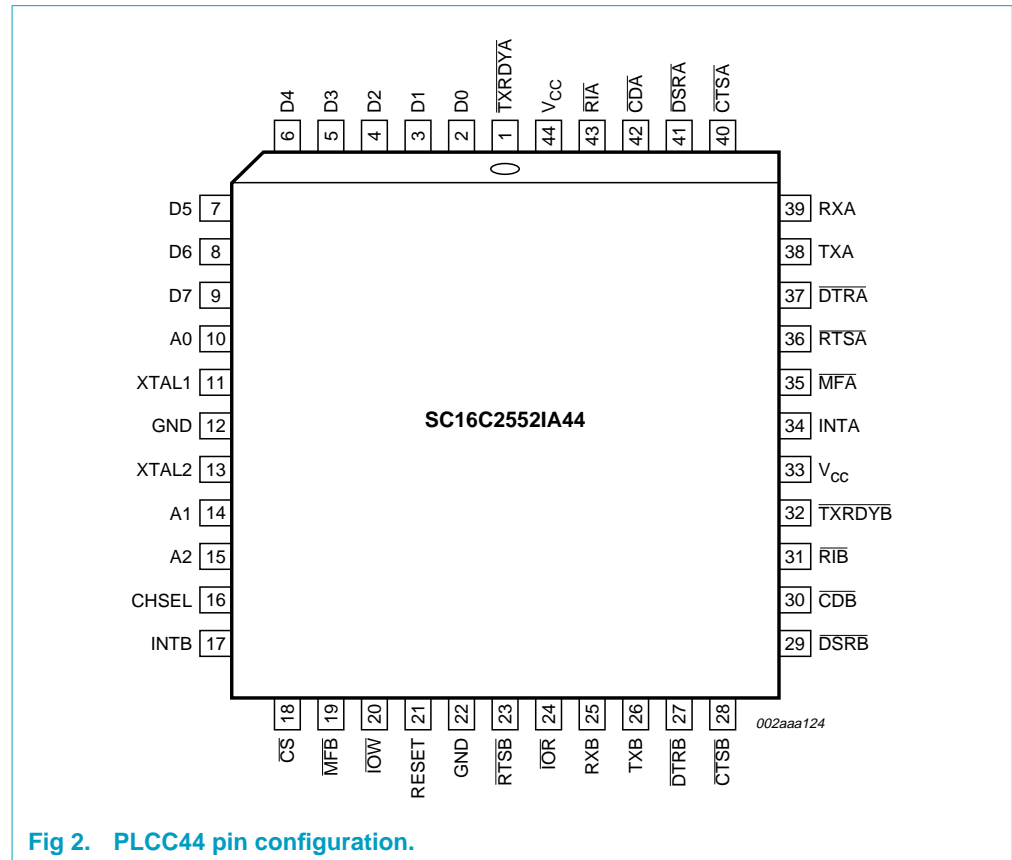 D4 D3 D2 D1 D0 TXRDYA VCC RIA CDA DSRA CTSA
6 5 4 3 2 1 44 43 42 41 40
D5 7
D6 8
D7 9
A0 10
XTAL1 11
GND 12
XTAL2 13
A1 14
A2 15
CHSEL 16
INTB 17
SC16C2552IA44
39 RXA
38 TXA
37 DTRA
36 RTSA
35 MFA
34 INTA
33 VCC
32 TXRDYB
31 RIB
30 CDB
29 DSRB
18 19 20 21 22 23 24 25 26 27 28
CS MFB IOW RESET GND RTSB IOR RXB TXB DTRB CTSB
002aaa124
Fig 2. PLCC44 pin configuration.